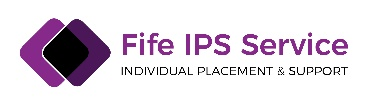 Fife IPS Service
INDIVIDUAL PLACEMENT & SUPPORT